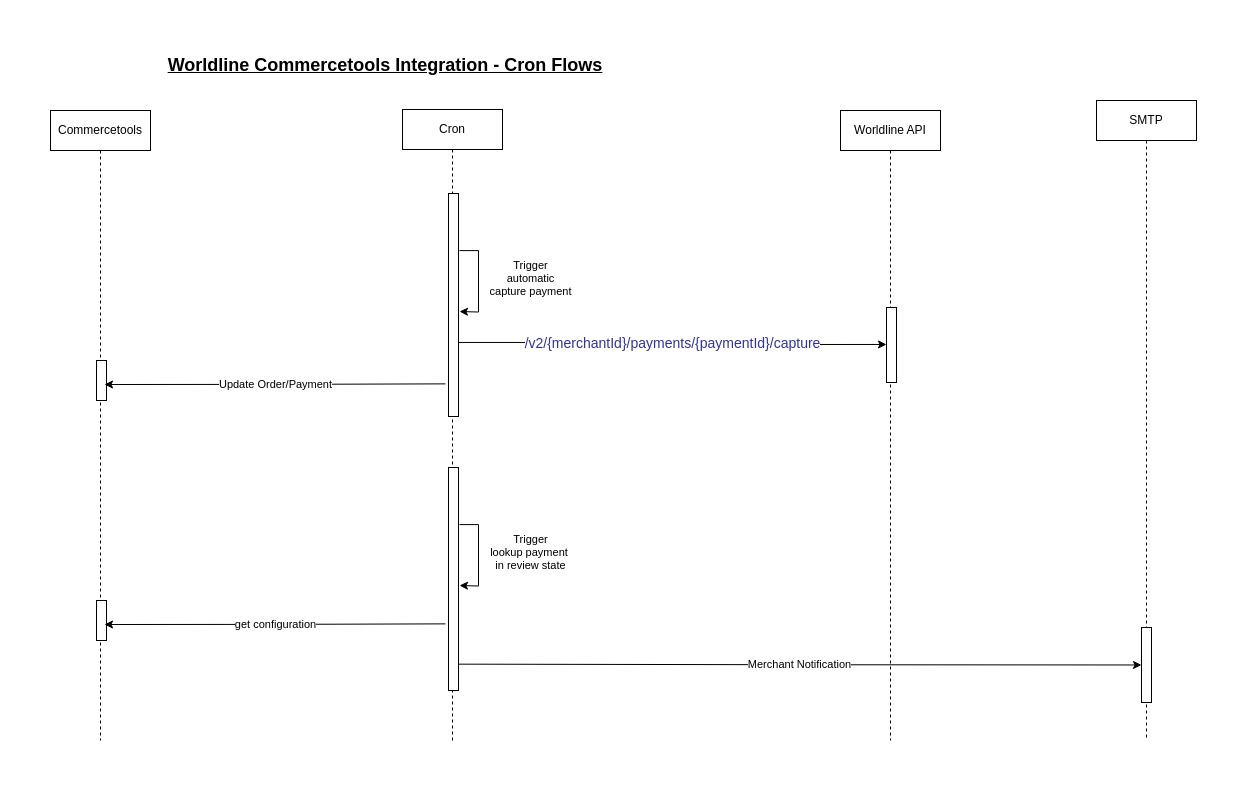 Worldline Commercetools Integration - Cron Flows
Commercetools
Cron
Worldline API
SMTP
Trigger
automatic
capture payment
/v2/{merchantId}/payments/{paymentId}/capture
Update Order/Payment
Trigger
lookup payment
in review state
get configuration
Merchant Notification